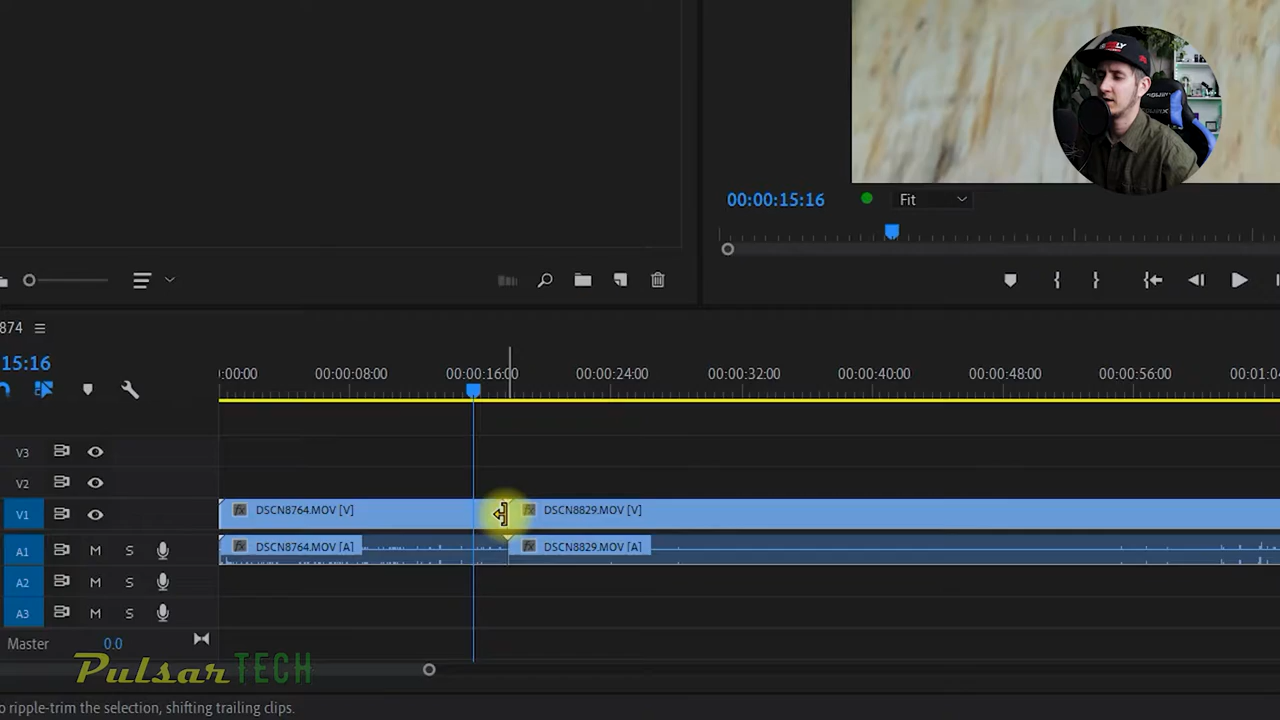 00:00:15:16
Fit
874
15:16
:00:00
00:00:08:00
00:00:16:00
00:00:24:00
00:00:32:00
00:00:40:00
00:00:48:00
00:00:56:00
00:01:0
V3
V2
V1
DSCN8764.MOV [V]
DSCN8829.MOV [V]
A1
M
S
DSCN8764.MOV [A]
DSCN8829.MOV [A]
A2
M
S
A3
M
S
Master
0.0
PulsarTECH
o ripple-trim the selection, shifting trailing clips.